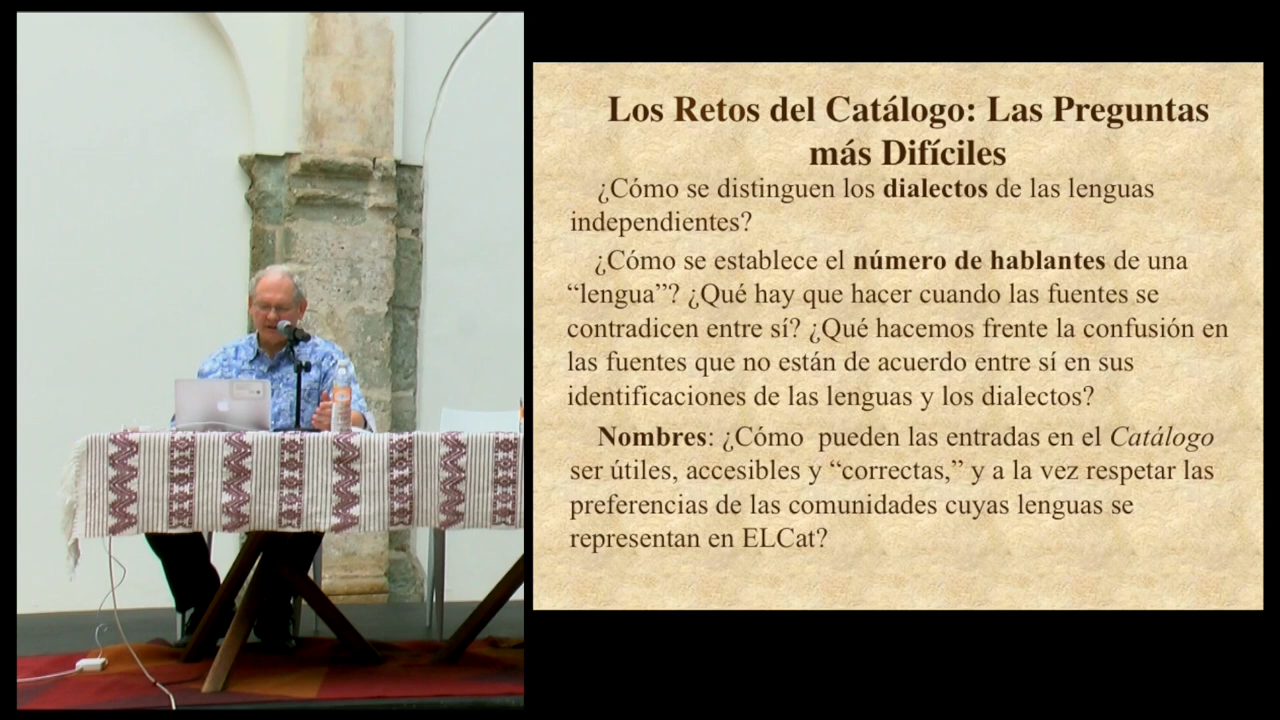 Los Retos del Catálogo: Las Preguntas
más Difíciles
¿Cómo se distinguen los dialectos de las lenguas
independientes?
¿Cómo se establece el número de hablantes de una
“lengua”? ¿Qué hay que hacer cuando las fuentes se
contradicen entre sí? ¿Qué hacemos frente la confusión en
las fuentes que no están de acuerdo entre sí en sus
identificaciones de las lenguas y los dialectos?
Nombres: ¿Cómo pueden las entradas en el Catálogo
ser útiles, accesibles y “correctas,” y a la vez respetar las
preferencias de las comunidades cuyas lenguas se
representan en ELCat?